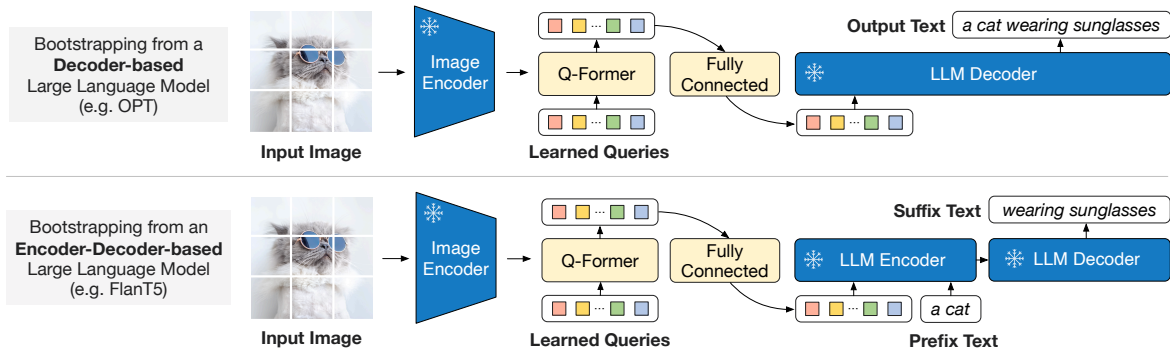 Bootstrapping from a
Decoder-based
Large Language Model
(e.g. OPT)
Input Image
Image
Encoder
Q-Former
Learned Queries
Fully
Connected
Output Text
a cat wearing sunglasses
LLM Decoder
Bootstrapping from an
Encoder-Decoder-based
Large Language Model
(e.g. FlanT5)
Input Image
Image
Encoder
Q-Former
Learned Queries
Fully
Connected
Suffix Text
wearing sunglasses
LLM Encoder
LLM Decoder
a cat
Prefix Text